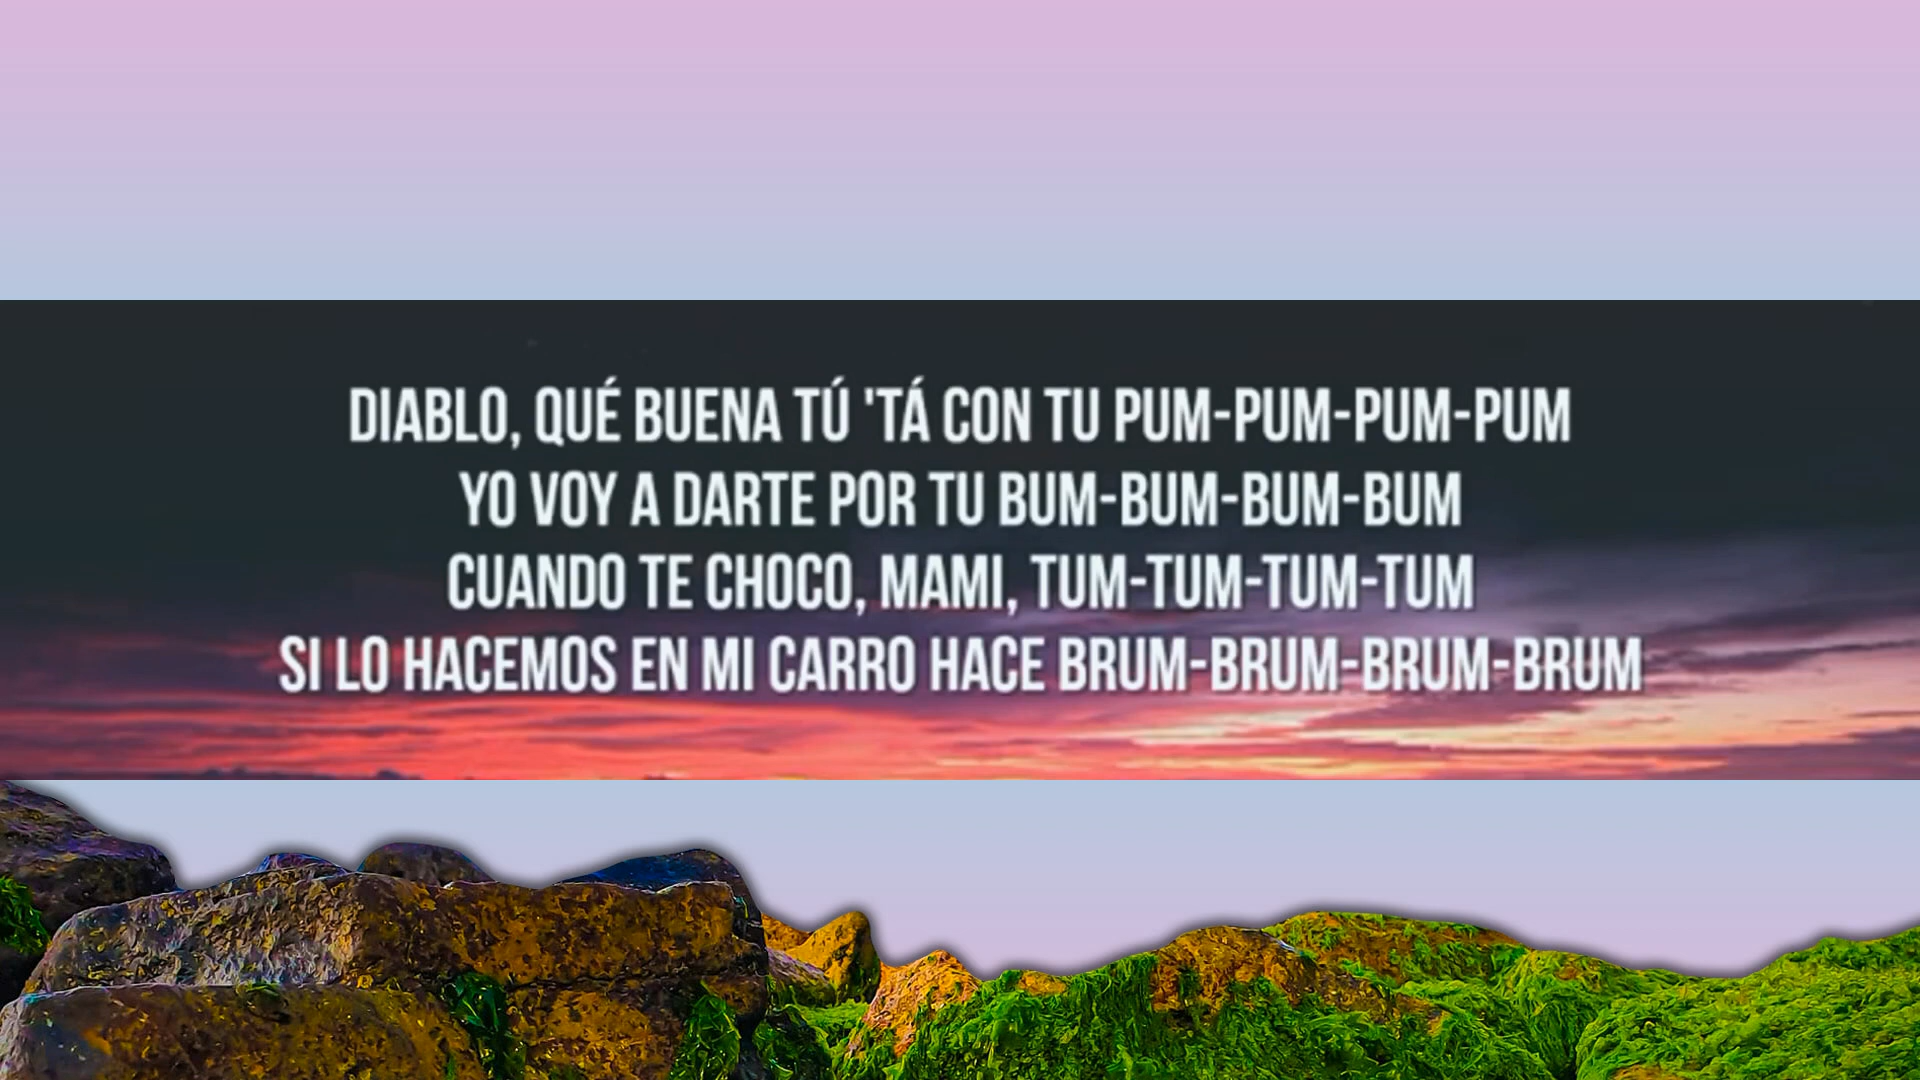 DIABLO, QUÉ BUENA TÚ 'TÁ CON TU PUM-PUM-PUM-PUM
YO VOY A DARTE POR TU BUM-BUM-BUM-BUM
CUANDO TE CHOCO, MAMI, TUM-TUM-TUM-TUM
SI LO HACEMOS EN MI CARRO HACE BRUM-BRUM-BRUM-BRUM